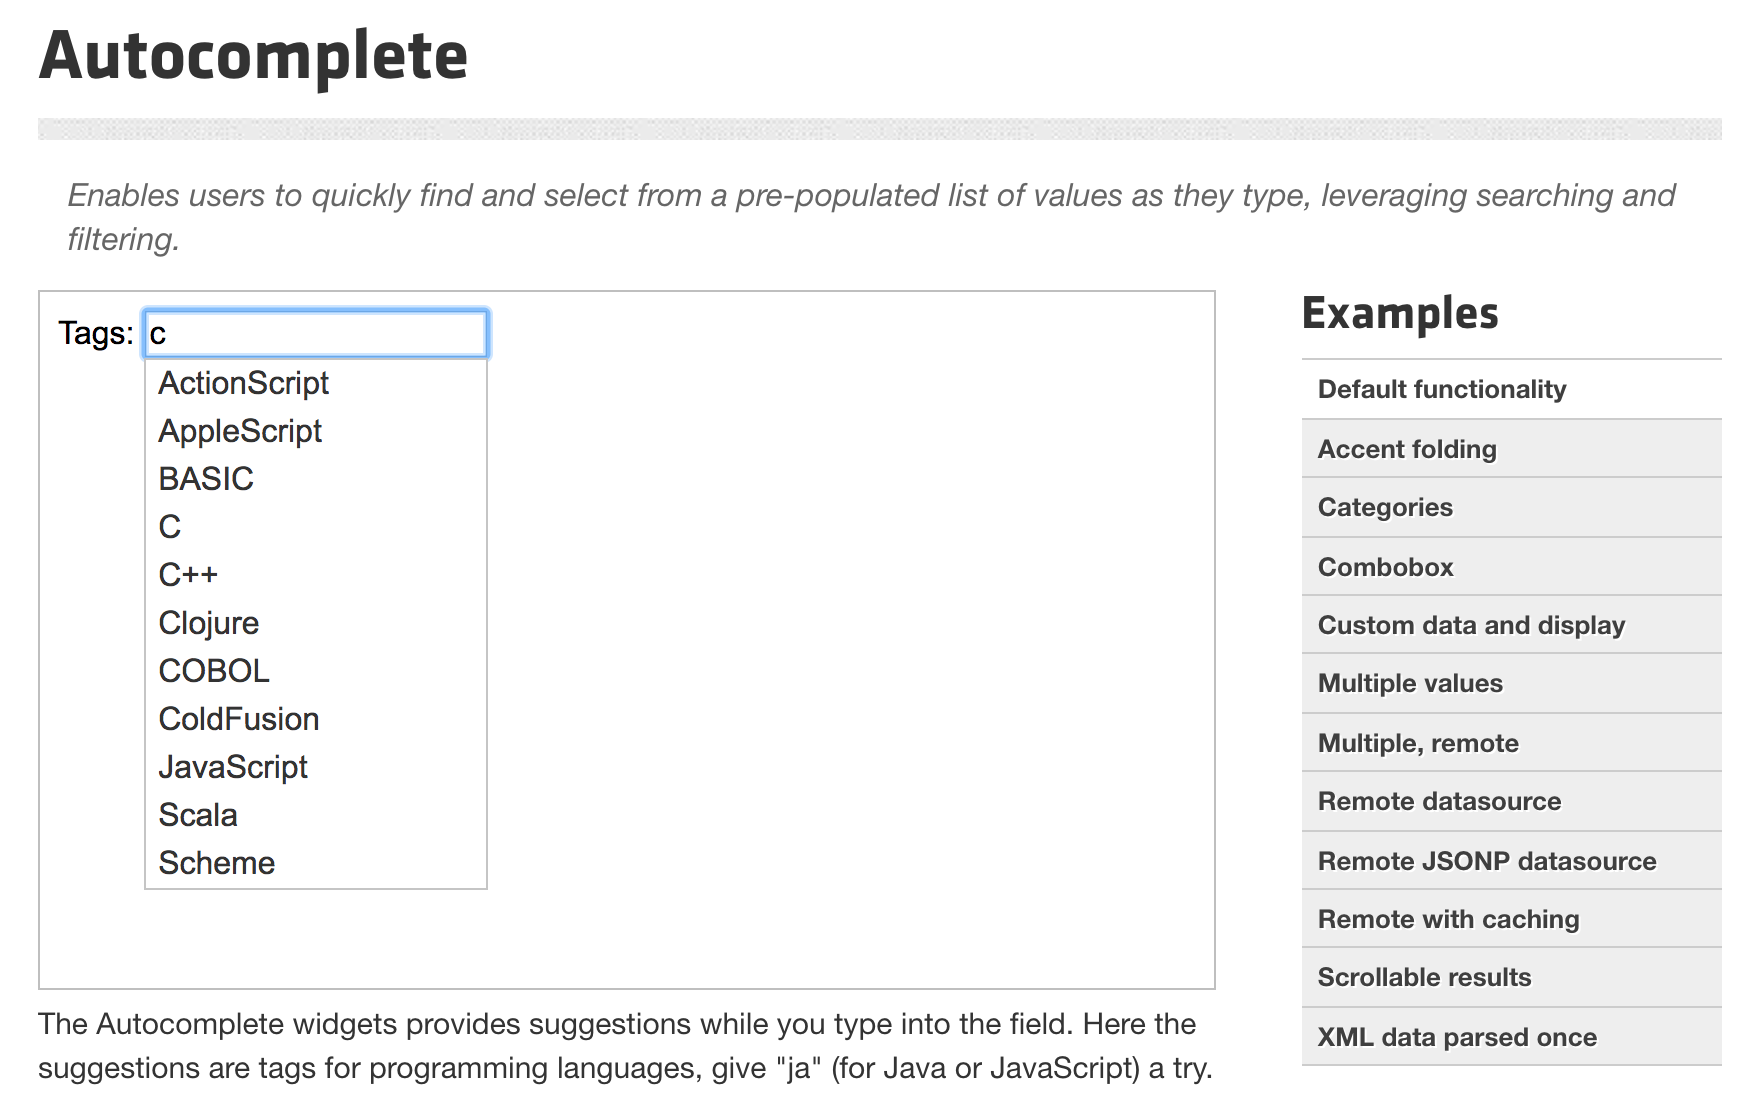 Autocomplete
Enables users to quickly find and select from a pre-populated list of values as they type, leveraging searching and
filtering.
Tags: c
ActionScript
AppleScript
BASIC
C
C++
Clojure
COBOL
ColdFusion
JavaScript
Scala
Scheme
The Autocomplete widgets provides suggestions while you type into the field. Here the
suggestions are tags for programming languages, give "ja" (for Java or JavaScript) a try.
Examples
Default functionality
Accent folding
Categories
Combobox
Custom data and display
Multiple values
Multiple, remote
Remote datasource
Remote JSONP datasource
Remote with caching
Scrollable results
XML data parsed once